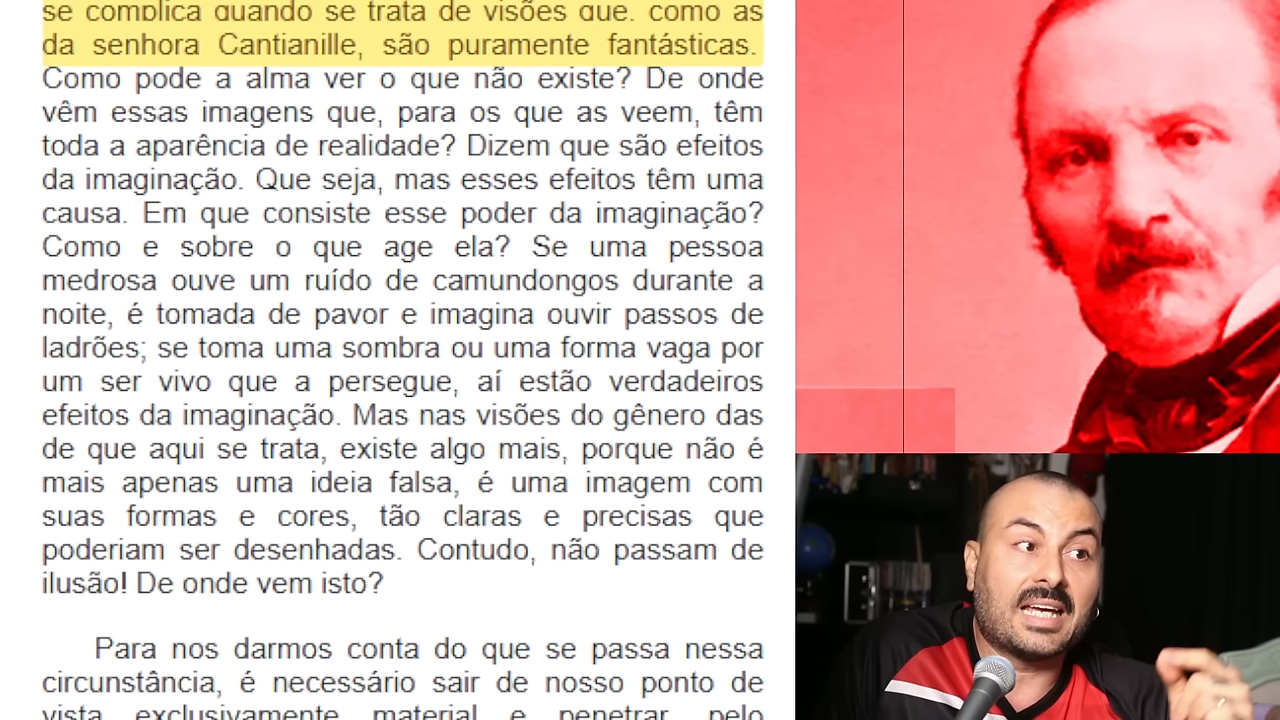 se complica quando se trata de visões que, como as
da senhora Cantianille, são puramente fantásticas.
Como pode a alma ver o que não existe? De onde
vêm essas imagens que, para os que as veem, têm
toda a aparência de realidade? Dizem que são efeitos
da imaginação. Que seja, mas esses efeitos têm uma
causa. Em que consiste esse poder da imaginação?
Como e sobre o que age ela? Se uma pessoa
medrosa ouve um ruído de camundongos durante a
noite, é tomada de pavor e imagina ouvir passos de
ladrões; se toma uma sombra ou uma forma vaga por
um ser vivo que a persegue, aí estão verdadeiros
efeitos da imaginação. Mas nas visões do gênero das
de que aqui se trata, existe algo mais, porque não é
mais apenas uma ideia falsa, é uma imagem com
suas formas e cores, tão claras e precisas que
poderiam ser desenhadas. Contudo, não passam de
ilusão! De onde vem isto?
Para nos darmos conta do que se passa nessa
circunstância, é necessário sair de nosso ponto de
vista exclusivamente material e penetrar, pelo